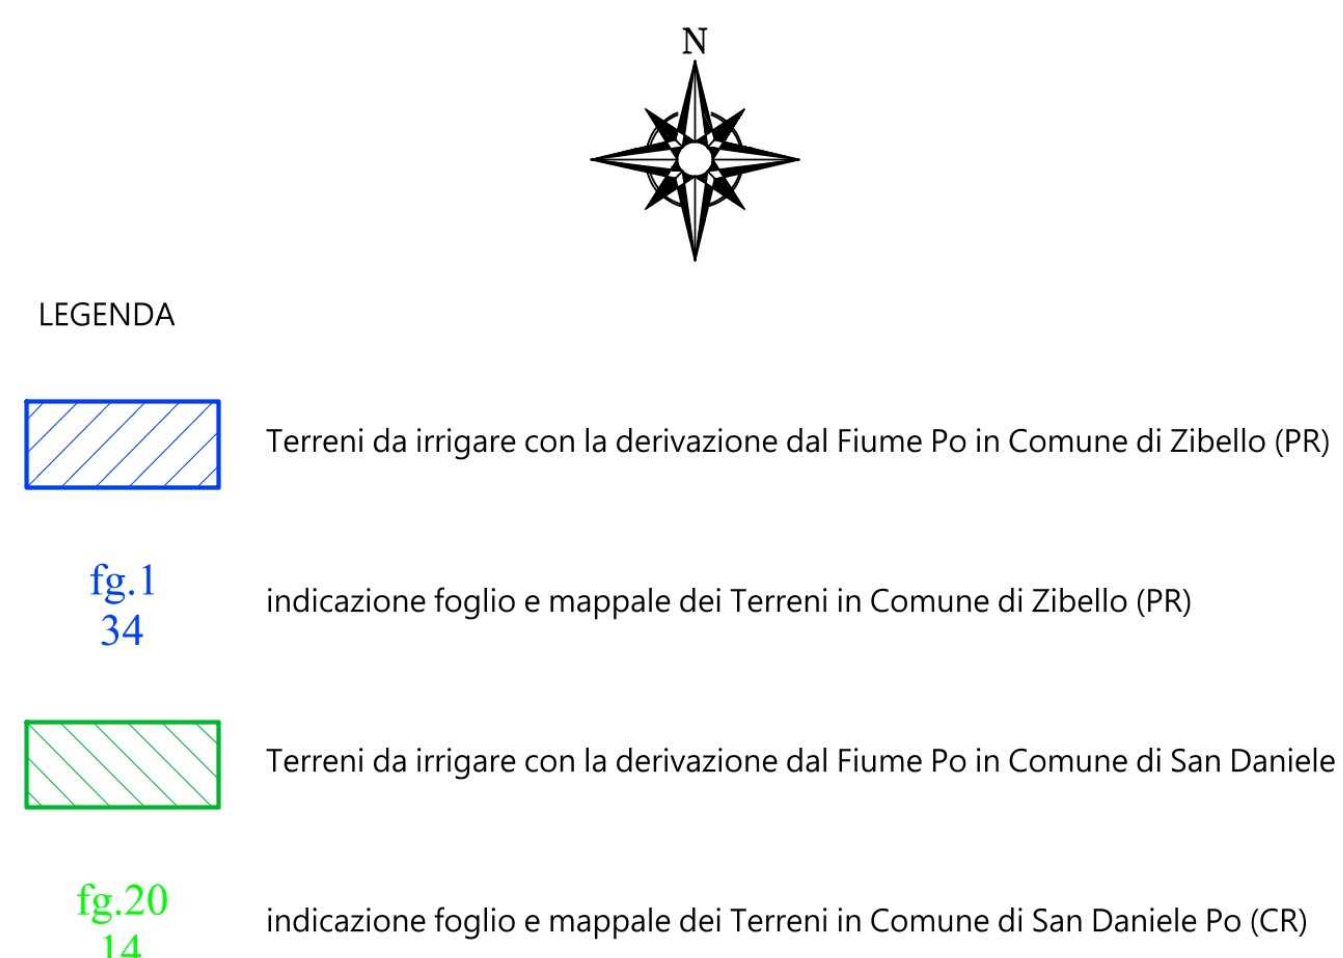 N
LEGENDA
Terreni da irrigare con la derivazione dal Fiume Po in Comune di Zibello (PR)
fg.1
34
indicazione foglio e mappale dei Terreni in Comune di Zibello (PR)
Terreni da irrigare con la derivazione dal Fiume Po in Comune di San Daniele
fg.20
14
indicazione foglio e mappale dei Terreni in Comune di San Daniele Po (CR)